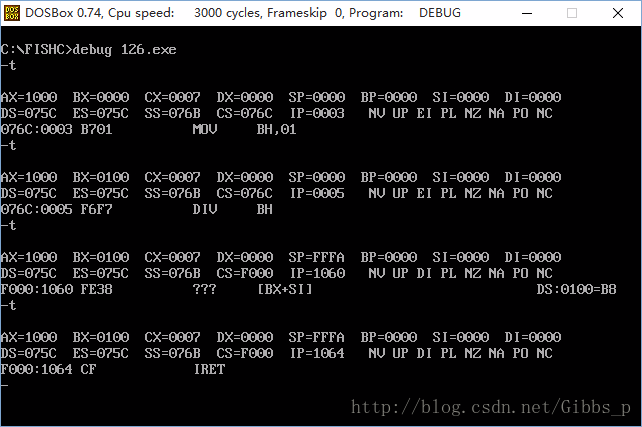 DOSBox 0.74, Cpu speed: 3000 cycles, Frameskip 0, Program: DEBUG
C:\FISHC>debug 126.exe
-t
AX=1000 BX=0000 CX=0007 DX=0000 SP=0000 BP=0000 SI=0000 DI=0000
DS=075C ES=075C SS=076B CS=076C IP=0003 NV UP EI PL NZ NA PO NC
076C:0003 B701 MOV BH,01
-t
AX=1000 BX=0100 CX=0007 DX=0000 SP=0000 BP=0000 SI=0000 DI=0000
DS=075C ES=075C SS=076B CS=076C IP=0005 NV UP EI PL NZ NA PO NC
076C:0005 F6F7 DIV BH
-t
AX=1000 BX=0100 CX=0007 DX=0000 SP=FFFA BP=0000 SI=0000 DI=0000
DS=075C ES=075C SS=076B CS=F000 IP=1060 NV UP DI PL NZ NA PO NC
F000:1060 FE38 ??? [BX+SI] DS:0100=B8
-t
AX=1000 BX=0100 CX=0007 DX=0000 SP=FFFA BP=0000 SI=0000 DI=0000
DS=075C ES=075C SS=076B CS=F000 IP=1064 NV UP DI PL NZ NA PO NC
F000:1064 CF IRET
-
http://blog.csdn.net/Gibbs_p
DOS BOX